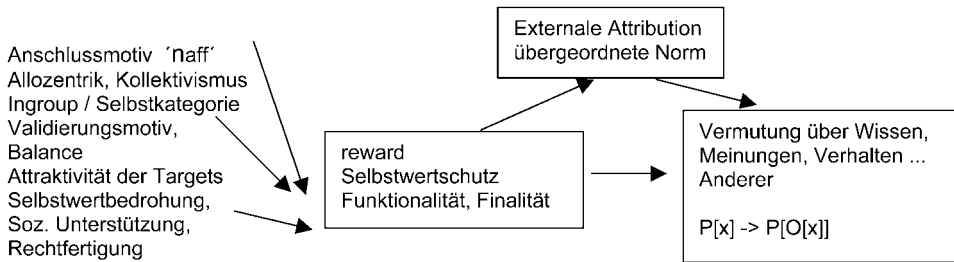 Anschlussmotiv ´naff´
Allozentrik, Kollektivismus
Ingroup / Selbstkategorie
Validierungsmotiv,
Balance
Attraktivität der Targets
Selbstwertbedrohung,
Soz. Unterstützung,
Rechtfertigung
reward
Selbstwertschutz
Funktionalität, Finalität
Externale Attribution
übergeordnete Norm
Vermutung über Wissen,
Meinungen, Verhalten ...
Anderer
P[x] -> P[O[x]]